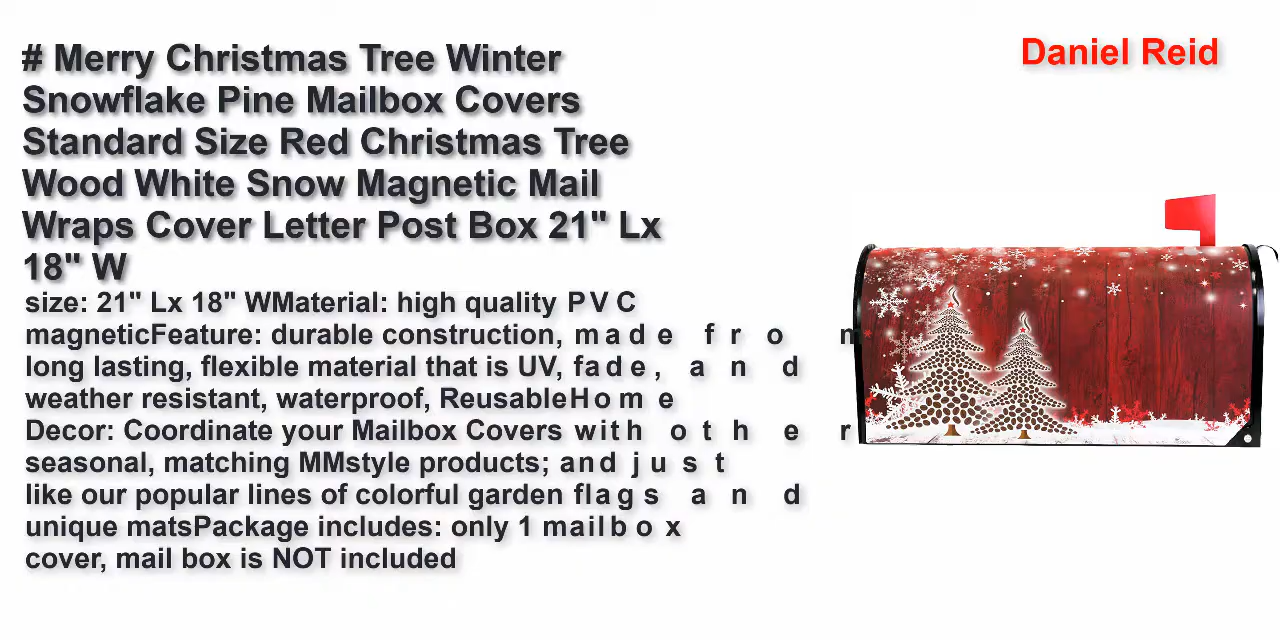 # Merry Christmas Tree Winter
Snowflake Pine Mailbox Covers
Standard Size Red Christmas Tree
Wood White Snow Magnetic Mail
Wraps Cover Letter Post Box 21" Lx
18" W
size: 21" Lx 18" WMaterial: high quality PVC
magneticFeature: durable construction, made from
long lasting, flexible material that is UV, fade, and
weather resistant, waterproof, ReusableHome
Decor: Coordinate your Mailbox Covers with other
seasonal, matching MMstyle products; and just
like our popular lines of colorful garden flags and
unique matsPackage includes: only 1 mailbox
cover, mail box is NOT included
Daniel Reid